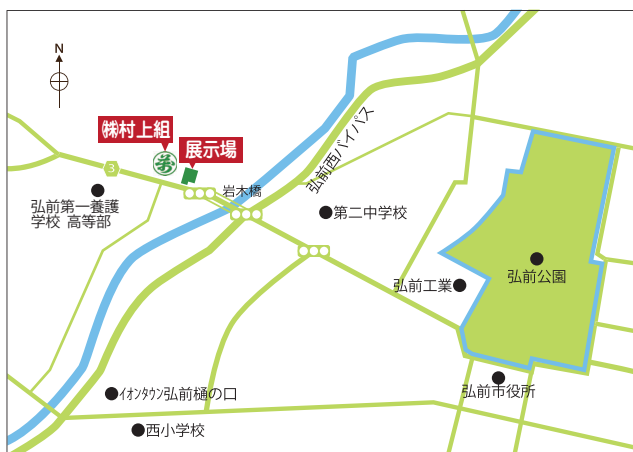 N
㈱村上組
展示場
3
岩木橋
弘前西バイパス
弘前第一養護
学校 高等部
第二中学校
弘前公園
弘前工業
弘前市役所
イオンタウン弘前樋の口
西小学校